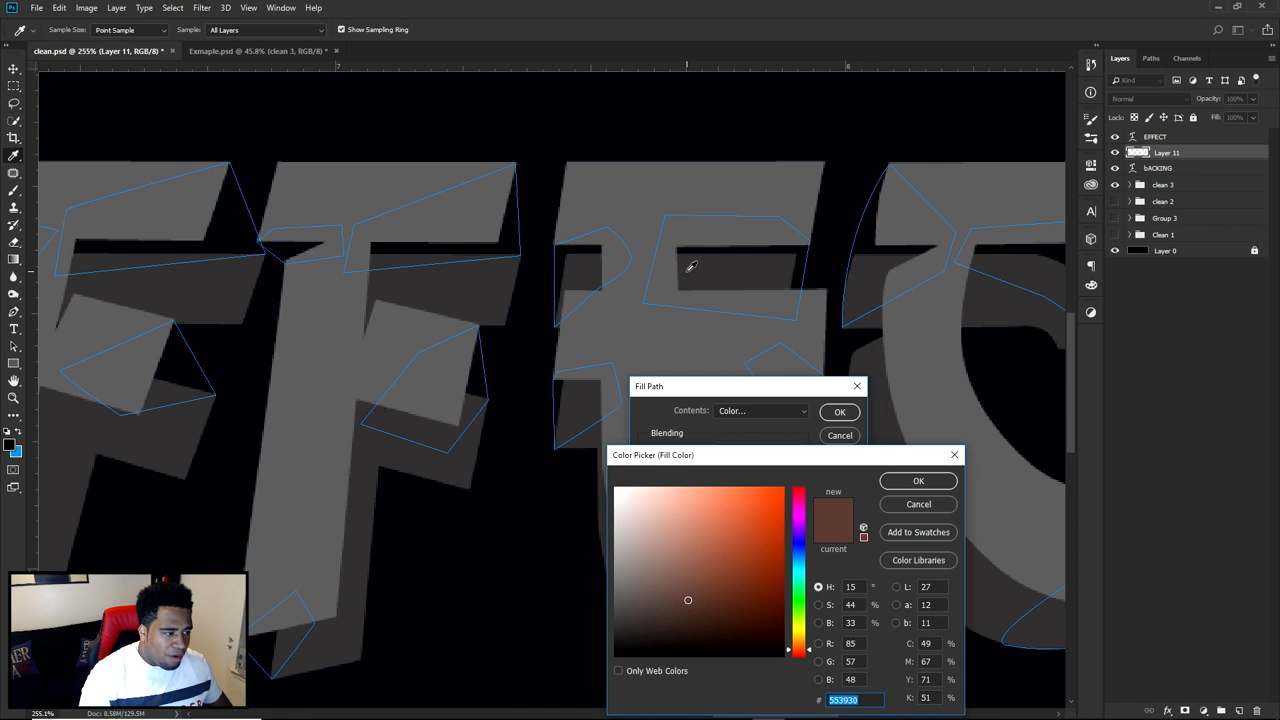 Ps File Edit Image Layer Type Select Filter 3D View Window Help
Sample Size: Point Sample Sample: All Layers Show Sampling Ring
clean.psd @ 255% (Layer 11, RGB/8) * × Exmaple.psd @ 45.8% (clean 3, RGB/8) * ×
7 8
Layers Paths Channels
Kind
Normal Opacity: 100%
Lock: Fill: 100%
EFFECT
Layer 11
bACKING
clean 3
clean 2
Group 3
Clean 1
Layer 0
Fill Path
Contents: Color... OK
Blending Cancel
Color Picker (Fill Color)
new
current
OK
Cancel
Add to Swatches
Color Libraries
H: 15 ° L: 27
S: 44 % a: 12
B: 33 % b: 11
R: 85 C: 49 %
G: 57 M: 67 %
B: 48 Y: 71 %
# 553930 K: 51 %
Only Web Colors
255.1% Doc: 8.58M/129.5M